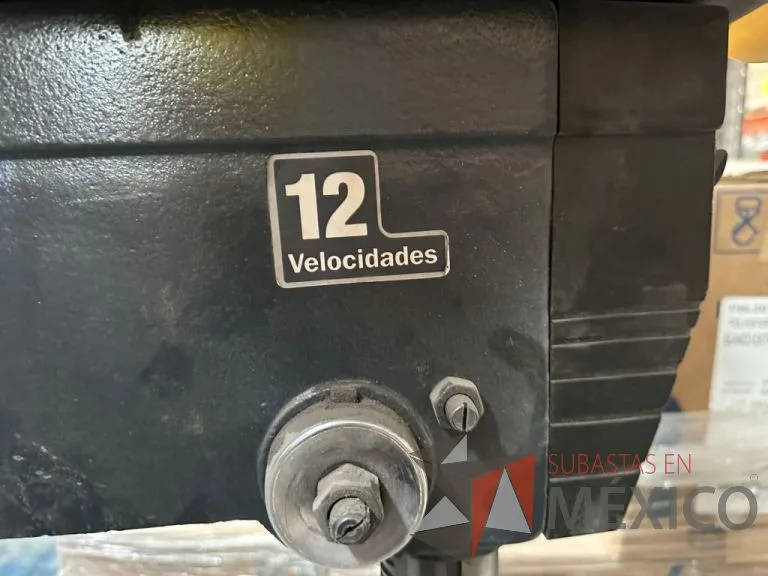 12
Velocidades
SUBASTAS EN
MÉXICO